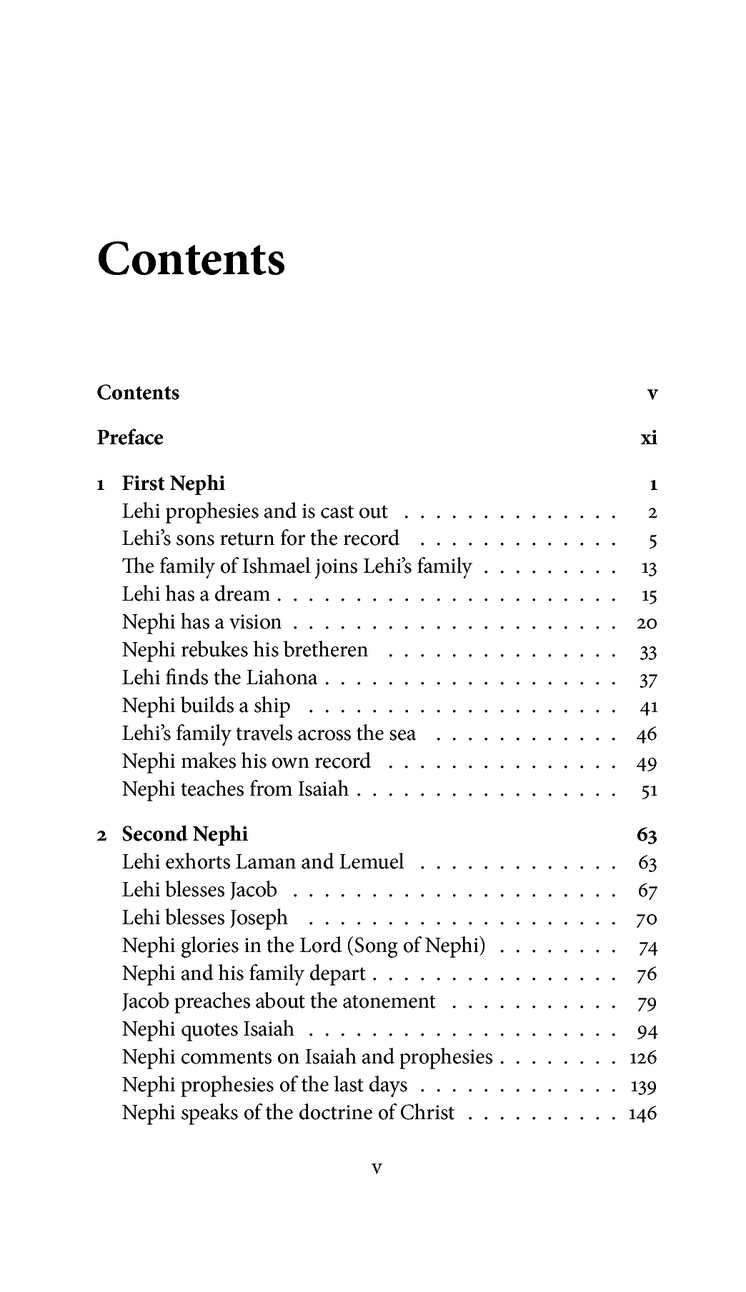 Contents
Contents v
Preface xi
1 First Nephi 1
Lehi prophesies and is cast out . . . . . . . . . . . . . . 2
Lehi’s sons return for the record . . . . . . . . . . . . . 5
The family of Ishmael joins Lehi’s family . . . . . . . . . 13
Lehi has a dream . . . . . . . . . . . . . . . . . . . . . . 15
Nephi has a vision . . . . . . . . . . . . . . . . . . . . . 20
Nephi rebukes his bretheren . . . . . . . . . . . . . . . 33
Lehi finds the Liahona . . . . . . . . . . . . . . . . . . . 37
Nephi builds a ship . . . . . . . . . . . . . . . . . . . . 41
Lehi’s family travels across the sea . . . . . . . . . . . . 46
Nephi makes his own record . . . . . . . . . . . . . . . 49
Nephi teaches from Isaiah . . . . . . . . . . . . . . . . . 51
2 Second Nephi 63
Lehi exhorts Laman and Lemuel . . . . . . . . . . . . . 63
Lehi blesses Jacob . . . . . . . . . . . . . . . . . . . . . 67
Lehi blesses Joseph . . . . . . . . . . . . . . . . . . . . 70
Nephi glories in the Lord (Song of Nephi) . . . . . . . . 74
Nephi and his family depart . . . . . . . . . . . . . . . . 76
Jacob preaches about the atonement . . . . . . . . . . . 79
Nephi quotes Isaiah . . . . . . . . . . . . . . . . . . . . 94
Nephi comments on Isaiah and prophesies . . . . . . . . 126
Nephi prophesies of the last days . . . . . . . . . . . . . 139
Nephi speaks of the doctrine of Christ . . . . . . . . . . 146
v